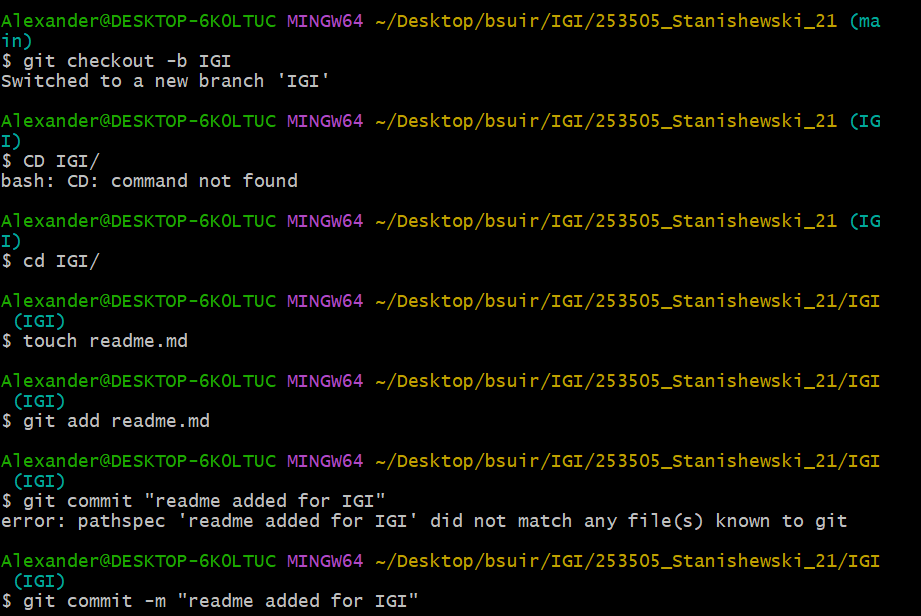 Alexander@DESKTOP-6K0LTUC MINGW64 ~/Desktop/bsuir/IGI/253505_Stanishewski_21 (ma
in)
$ git checkout -b IGI
Switched to a new branch 'IGI'
Alexander@DESKTOP-6K0LTUC MINGW64 ~/Desktop/bsuir/IGI/253505_Stanishewski_21 (IG
I)
$ CD IGI/
bash: CD: command not found
Alexander@DESKTOP-6K0LTUC MINGW64 ~/Desktop/bsuir/IGI/253505_Stanishewski_21 (IG
I)
$ cd IGI/
Alexander@DESKTOP-6K0LTUC MINGW64 ~/Desktop/bsuir/IGI/253505_Stanishewski_21/IGI
(IGI)
$ touch readme.md
Alexander@DESKTOP-6K0LTUC MINGW64 ~/Desktop/bsuir/IGI/253505_Stanishewski_21/IGI
(IGI)
$ git add readme.md
Alexander@DESKTOP-6K0LTUC MINGW64 ~/Desktop/bsuir/IGI/253505_Stanishewski_21/IGI
(IGI)
$ git commit "readme added for IGI"
error: pathspec 'readme added for IGI' did not match any file(s) known to git
Alexander@DESKTOP-6K0LTUC MINGW64 ~/Desktop/bsuir/IGI/253505_Stanishewski_21/IGI
(IGI)
$ git commit -m "readme added for IGI"